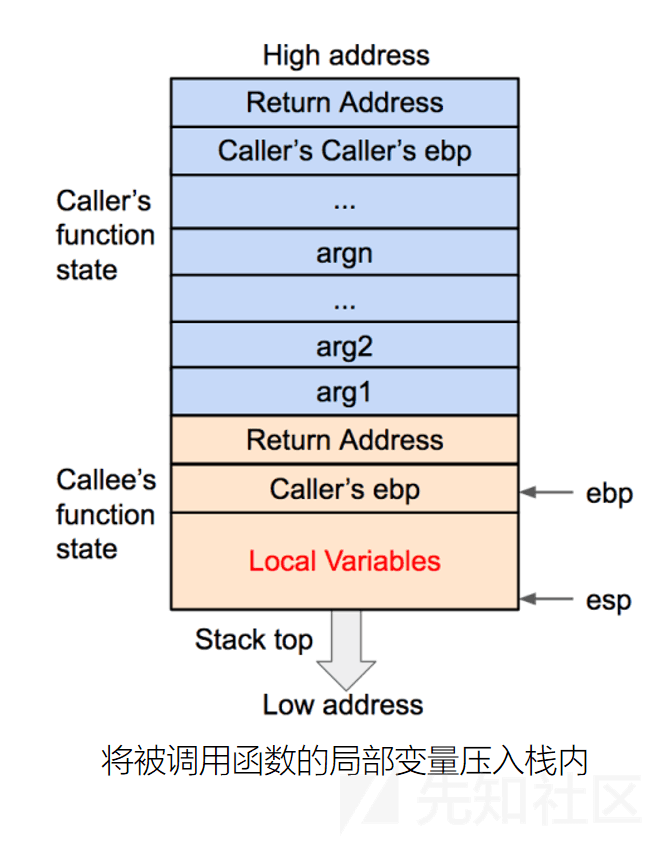 High address
Return Address
Caller's Caller's ebp
Caller's
function
state
...
argn
...
arg2
arg1
Return Address
Callee's
function
state
Caller's ebp
ebp
Local Variables
esp
Stack top
Low address
将被调用函数的局部变量压入栈内
先知社区